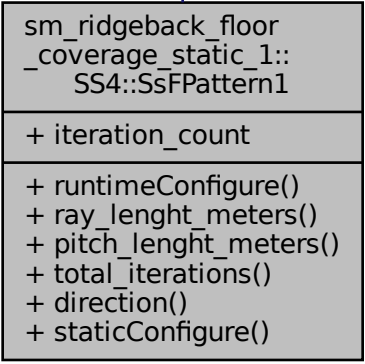 sm_ridgeback_floor
_coverage_static_1::
SS4::SsFPattern1
+ iteration_count
+ runtimeConfigure()
+ ray_lenght_meters()
+ pitch_lenght_meters()
+ total_iterations()
+ direction()
+ staticConfigure()